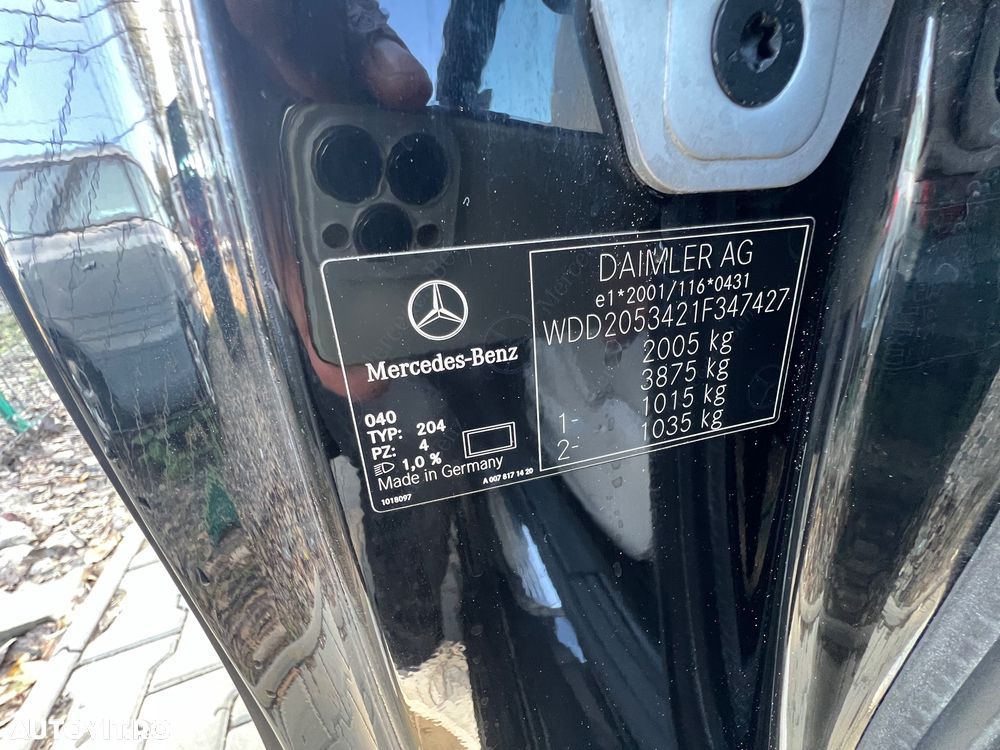 Mercedes-Benz
040
TYP: 204
PZ: 4
1,0 %
Made in Germany
1018097
A 007 817 14 20
DAIMLER AG
e1*2001/116*0431
WDD2053421F347427
2005 kg
3875 kg
1- 1015 kg
2- 1035 kg
AUTOVIT.RO